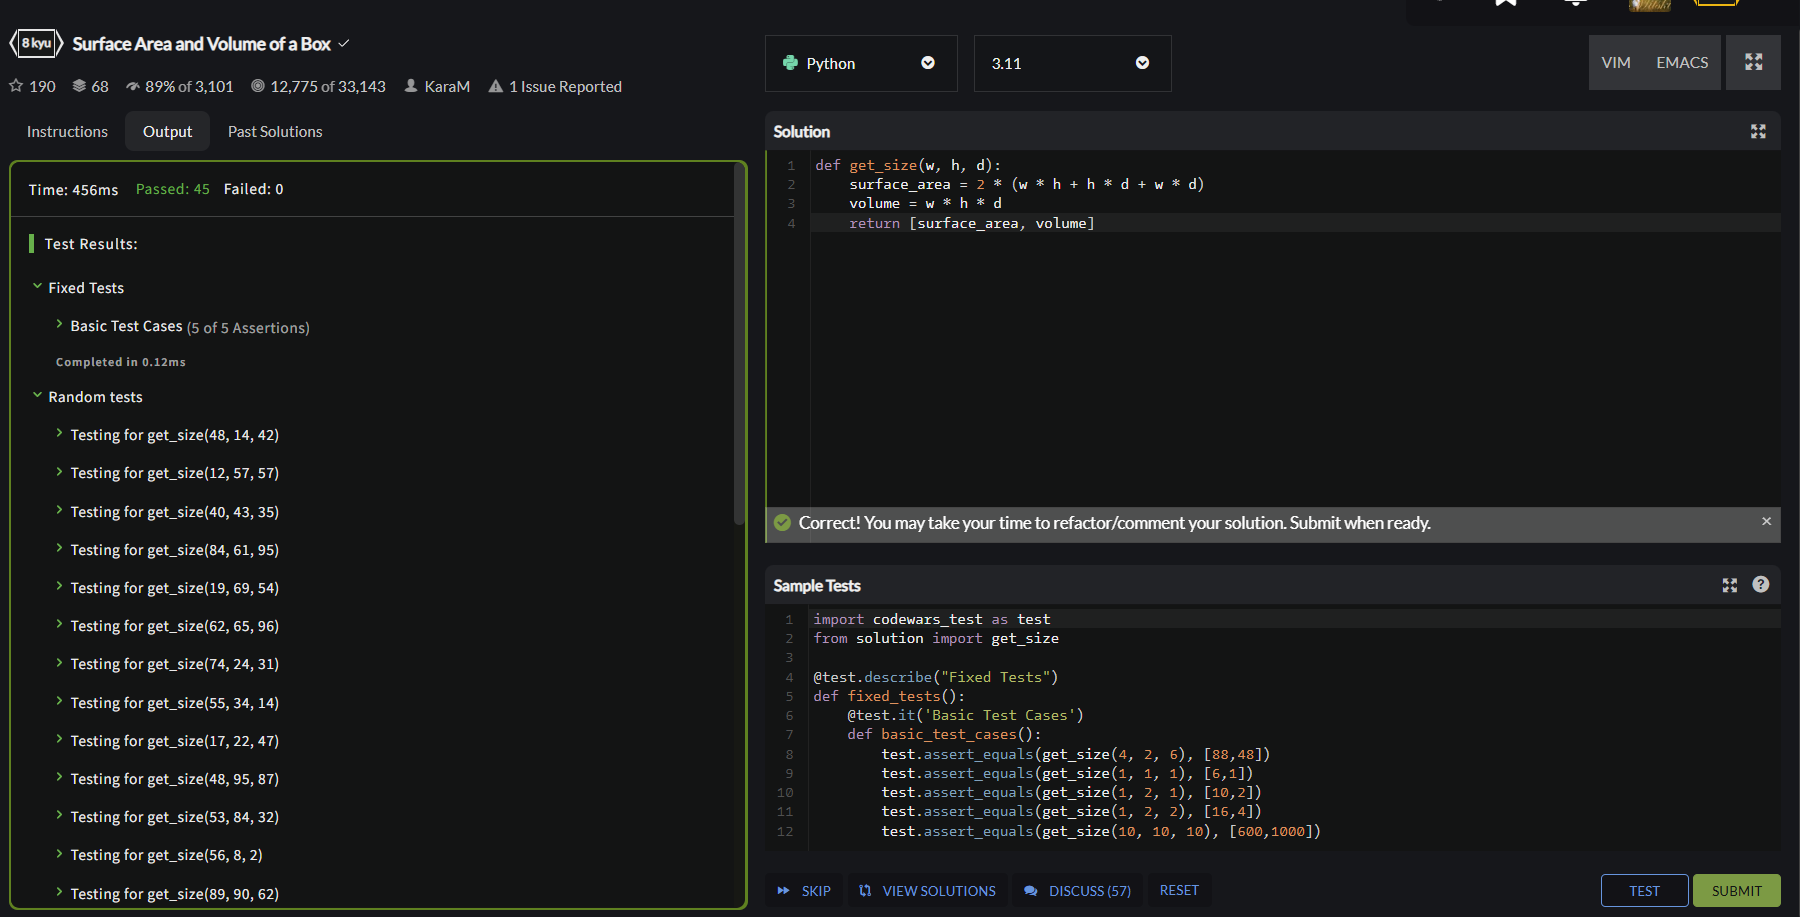 8 kyu Surface Area and Volume of a Box
190 68 89% of 3,101 12,775 of 33,143 KaraM 1 Issue Reported
Instructions Output Past Solutions
Time: 456ms Passed: 45 Failed: 0
Test Results:
Fixed Tests
Basic Test Cases (5 of 5 Assertions)
Completed in 0.12ms
Random tests
Testing for get_size(48, 14, 42)
Testing for get_size(12, 57, 57)
Testing for get_size(40, 43, 35)
Testing for get_size(84, 61, 95)
Testing for get_size(19, 69, 54)
Testing for get_size(62, 65, 96)
Testing for get_size(74, 24, 31)
Testing for get_size(55, 34, 14)
Testing for get_size(17, 22, 47)
Testing for get_size(48, 95, 87)
Testing for get_size(53, 84, 32)
Testing for get_size(56, 8, 2)
Testing for get_size(89, 90, 62)
Python 3.11 VIM EMACS
Solution
1 def get_size(w, h, d):
2     surface_area = 2 * (w * h + h * d + w * d)
3     volume = w * h * d
4     return [surface_area, volume]
Correct! You may take your time to refactor/comment your solution. Submit when ready. ×
Sample Tests ?
1 import codewars_test as test
2 from solution import get_size
3
4 @test.describe("Fixed Tests")
5 def fixed_tests():
6     @test.it('Basic Test Cases')
7     def basic_test_cases():
8         test.assert_equals(get_size(4, 2, 6), [88,48])
9         test.assert_equals(get_size(1, 1, 1), [6,1])
10         test.assert_equals(get_size(1, 2, 1), [10,2])
11         test.assert_equals(get_size(1, 2, 2), [16,4])
12         test.assert_equals(get_size(10, 10, 10), [600,1000])
SKIP VIEW SOLUTIONS DISCUSS (57) RESET TEST SUBMIT